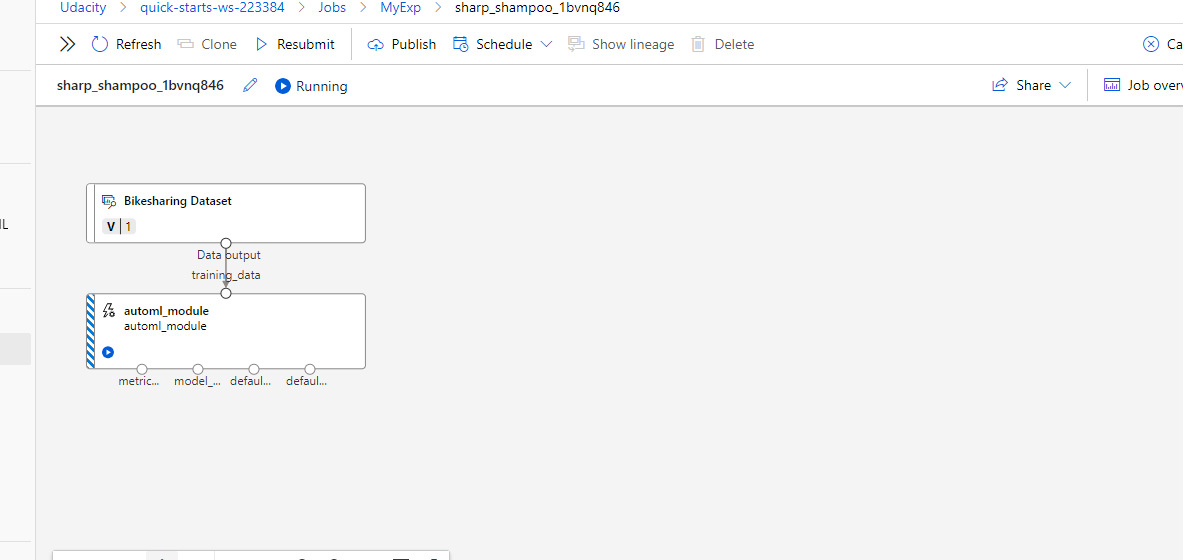 Udacity > quick-starts-ws-223384 > Jobs > MyExp > sharp_shampoo_1bvnq846
Refresh Clone Resubmit Publish Schedule Show lineage Delete Ca
sharp_shampoo_1bvnq846 Running Share Job over
Bikesharing Dataset
V 1
Data output
training_data
automl_module
automl_module
metric... model_... defaul... defaul...